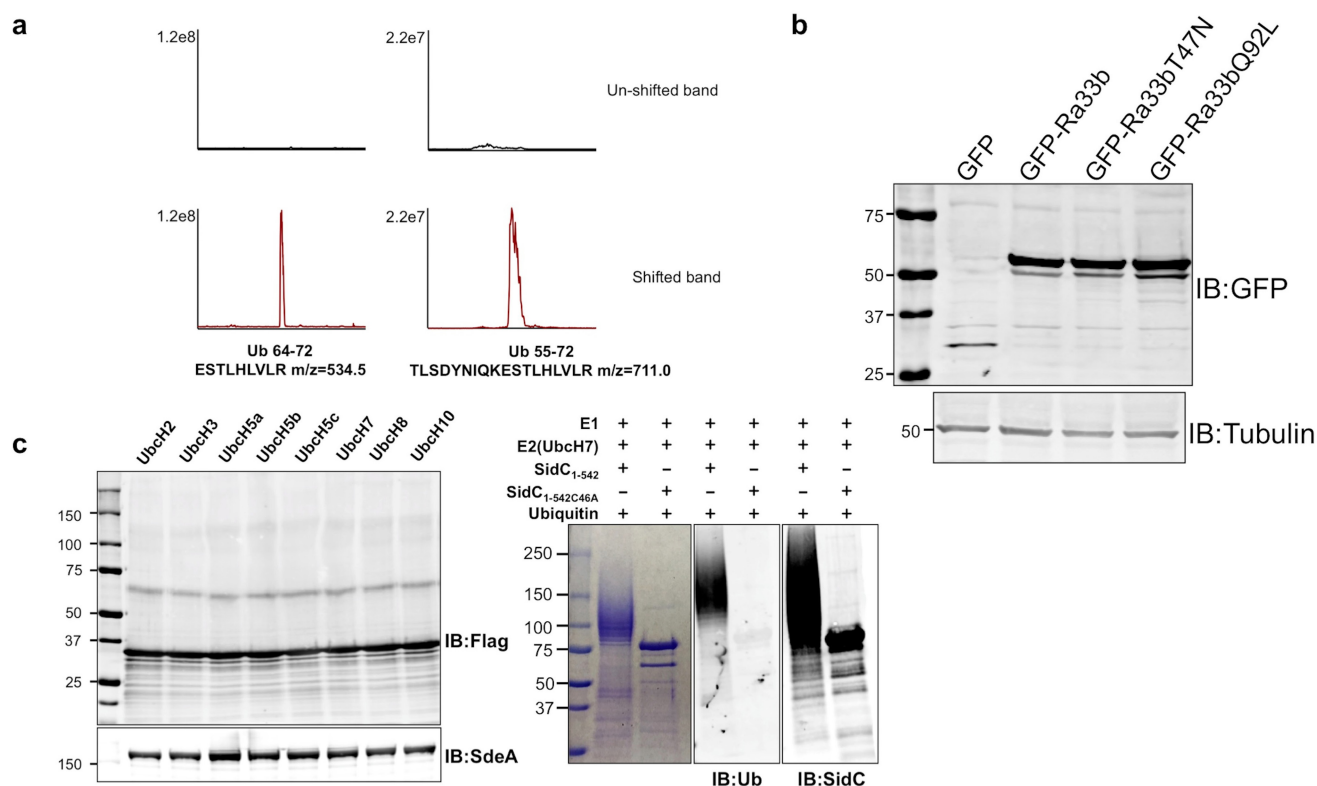 a
1.2e8
2.2e7
Un-shifted band
1.2e8
2.2e7
Shifted band
Ub 64-72
ESTLHLVLR m/z=534.5
Ub 55-72
TLSDYNIQKESTLHLVLR m/z=711.0
b
GFP
GFP-Ra33b
GFP-Ra33bT47N
GFP-Ra33bQ92L
75
50
37
25
IB:GFP
50
IB:Tubulin
c
UbcH2
UbcH3
UbcH5a
UbcH5b
UbcH5c
UbcH7
UbcH8
UbcH10
150
100
75
50
37
25
IB:Flag
150
IB:SdeA
E1 + + + + + +
E2(UbcH7) + + + + + +
SidC1-542 + – + – + –
SidC1-542C46A – + – + – +
Ubiquitin + + + + + +
250
150
100
75
50
37
IB:Ub
IB:SidC